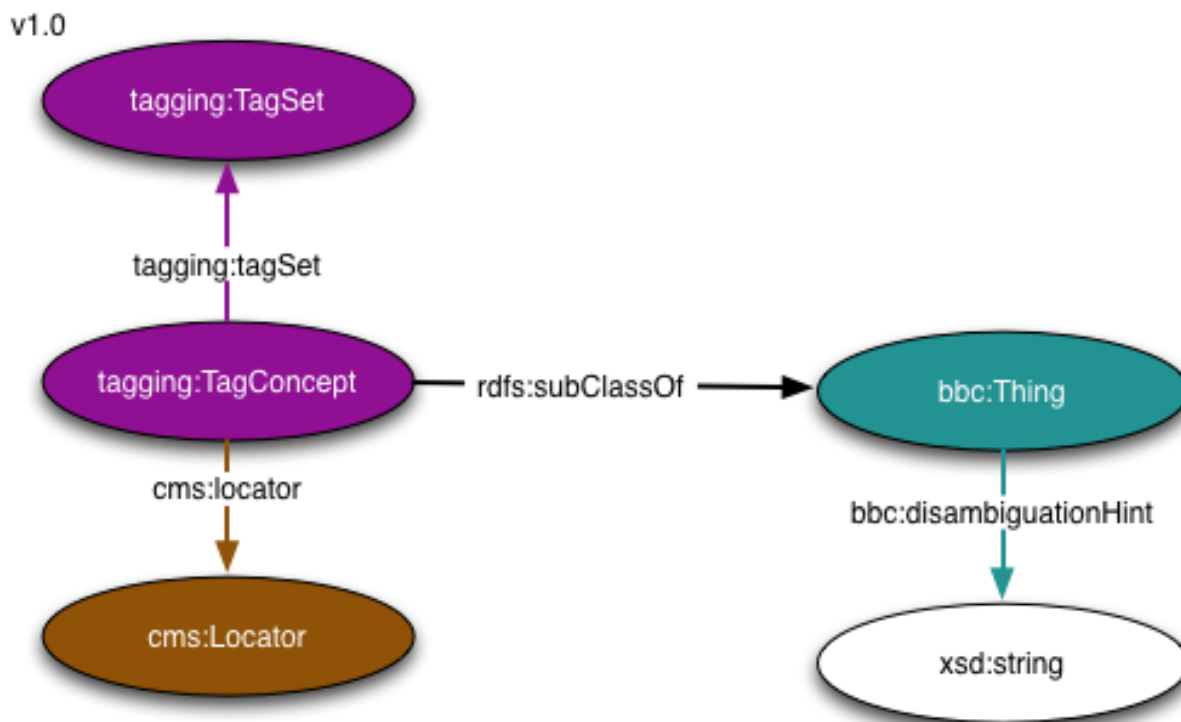 v1.0
tagging:TagSet
tagging:tagSet
tagging:TagConcept
rdfs:subClassOf
bbc:Thing
cms:locator
bbc:disambiguationHint
cms:Locator
xsd:string